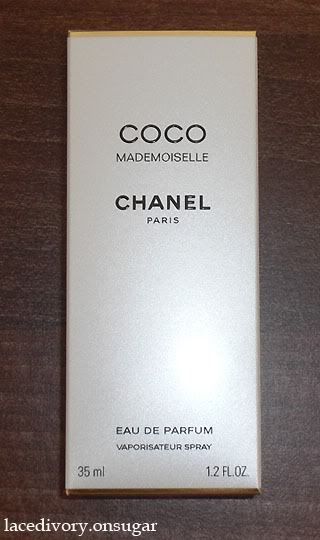 COCO
MADEMOISELLE
CHANEL
PARIS
EAU DE PARFUM
VAPORISATEUR SPRAY
35 ml 1.2 FL.OZ.
lacedivory.onsugar